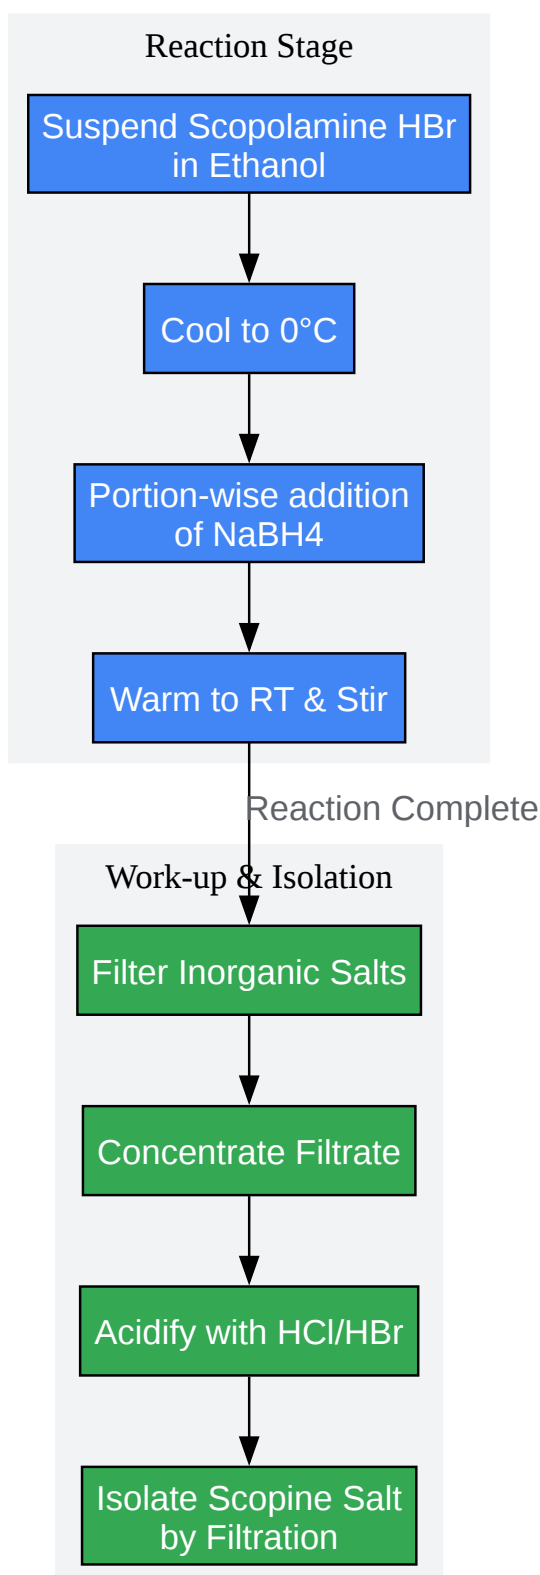 Reaction Stage
Suspend Scopolamine HBr
in Ethanol
Cool to 0°C
Portion-wise addition
of NaBH4
Warm to RT & Stir
Reaction Complete
Work-up & Isolation
Filter Inorganic Salts
Concentrate Filtrate
Acidify with HCl/HBr
Isolate Scopine Salt
by Filtration